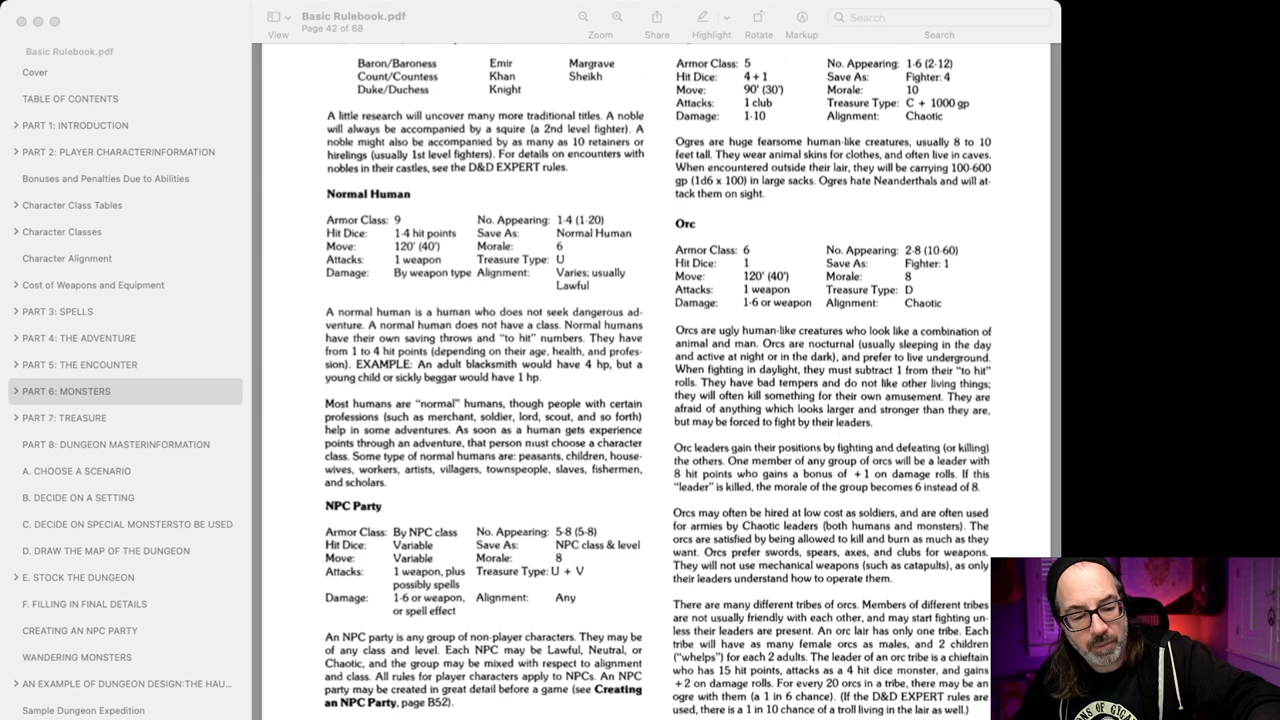 Basic Rulebook.pdf
Page 42 of 68
View
Zoom
Share
Highlight
Rotate
Markup
Search
Search
Basic Rulebook.pdf
Cover
TABLE OF CONTENTS
PART 1: INTRODUCTION
PART 2: PLAYER CHARACTERINFORMATION
Bonuses and Penalties Due to Abilities
Character Class Tables
Character Classes
Character Alignment
Cost of Weapons and Equipment
PART 3: SPELLS
PART 4: THE ADVENTURE
PART 5: THE ENCOUNTER
PART 6: MONSTERS
PART 7: TREASURE
PART 8: DUNGEON MASTERINFORMATION
A. CHOOSE A SCENARIO
B. DECIDE ON A SETTING
C. DECIDE ON SPECIAL MONSTERSTO BE USED
D. DRAW THE MAP OF THE DUNGEON
E. STOCK THE DUNGEON
F. FILLING IN FINAL DETAILS
CREATING AN NPC PARTY
WANDERING MONSTERS
AN EXAMPLE OF DUNGEON DESIGN:THE HAU...
Sample Dungeon Expedition
Baron/Baroness Emir Margrave
Count/Countess Khan Sheikh
Duke/Duchess Knight
A little research will uncover many more traditional titles. A noble
will always be accompanied by a squire (a 2nd level fighter). A
noble might also be accompanied by as many as 10 retainers or
hirelings (usually 1st level fighters). For details on encounters with
nobles in their castles, see the D&D EXPERT rules.
Normal Human
Armor Class: 9 No. Appearing: 1-4 (1-20)
Hit Dice: 1-4 hit points Save As: Normal Human
Move: 120' (40') Morale: 6
Attacks: 1 weapon Treasure Type: U
Damage: By weapon type Alignment: Varies; usually
Lawful
A normal human is a human who does not seek dangerous ad-
venture. A normal human does not have a class. Normal humans
have their own saving throws and "to hit" numbers. They have
from 1 to 4 hit points (depending on their age, health, and profes-
sion). EXAMPLE: An adult blacksmith would have 4 hp, but a
young child or sickly beggar would have 1 hp.
Most humans are "normal" humans, though people with certain
professions (such as merchant, soldier, lord, scout, and so forth)
help in some adventures. As soon as a human gets experience
points through an adventure, that person must choose a character
class. Some type of normal humans are: peasants, children, house-
wives, workers, artists, villagers, townspeople, slaves, fishermen,
and scholars.
NPC Party
Armor Class: By NPC class No. Appearing: 5-8 (5-8)
Hit Dice: Variable Save As: NPC class & level
Move: Variable Morale: 8
Attacks: 1 weapon, plus Treasure Type: U + V
possibly spells
Damage: 1-6 or weapon, Alignment: Any
or spell effect
An NPC party is any group of non-player characters. They may be
of any class and level. Each NPC may be Lawful, Neutral, or
Chaotic, and the group may be mixed with respect to alignment
and class. All rules for player characters apply to NPCs. An NPC
party may be created in great detail before a game (see Creating
an NPC Party, page B52).
Armor Class: 5 No. Appearing: 1-6 (2-12)
Hit Dice: 4 + 1 Save As: Fighter: 4
Move: 90' (30') Morale: 10
Attacks: 1 club Treasure Type: C + 1000 gp
Damage: 1-10 Alignment: Chaotic
Ogres are huge fearsome human-like creatures, usually 8 to 10
feet tall. They wear animal skins for clothes, and often live in caves.
When encountered outside their lair, they will be carrying 100-600
gp (1d6 x 100) in large sacks. Ogres hate Neanderthals and will at-
tack them on sight.
Orc
Armor Class: 6 No. Appearing: 2-8 (10-60)
Hit Dice: 1 Save As: Fighter: 1
Move: 120' (40') Morale: 8
Attacks: 1 weapon Treasure Type: D
Damage: 1-6 or weapon Alignment: Chaotic
Orcs are ugly human-like creatures who look like a combination of
animal and man. Orcs are nocturnal (usually sleeping in the day
and active at night or in the dark), and prefer to live underground.
When fighting in daylight, they must subtract 1 from their "to hit"
rolls. They have bad tempers and do not like other living things;
they will often kill something for their own amusement. They are
afraid of anything which looks larger and stronger than they are,
but may be forced to fight by their leaders.
Orc leaders gain their positions by fighting and defeating (or killing)
the others. One member of any group of orcs will be a leader with
8 hit points who gains a bonus of +1 on damage rolls. If this
"leader" is killed, the morale of the group becomes 6 instead of 8.
Orcs may often be hired at low cost as soldiers, and are often used
for armies by Chaotic leaders (both humans and monsters). The
orcs are satisfied by being allowed to kill and burn as much as they
want. Orcs prefer swords, spears, axes, and clubs for weapons.
They will not use mechanical weapons (such as catapults), as only
their leaders understand how to operate them.
There are many different tribes of orcs. Members of different tribes
are not usually friendly with each other, and may start fighting un-
less their leaders are present. An orc lair has only one tribe. Each
tribe will have as many female orcs as males, and 2 children
("whelps") for each 2 adults. The leader of an orc tribe is a chieftain
who has 15 hit points, attacks as a 4 hit dice monster, and gains
+2 on damage rolls. For every 20 orcs in a tribe, there may be an
ogre with them (a 1 in 6 chance). (If the D&D EXPERT rules are
used, there is a 1 in 10 chance of a troll living in the lair as well.)